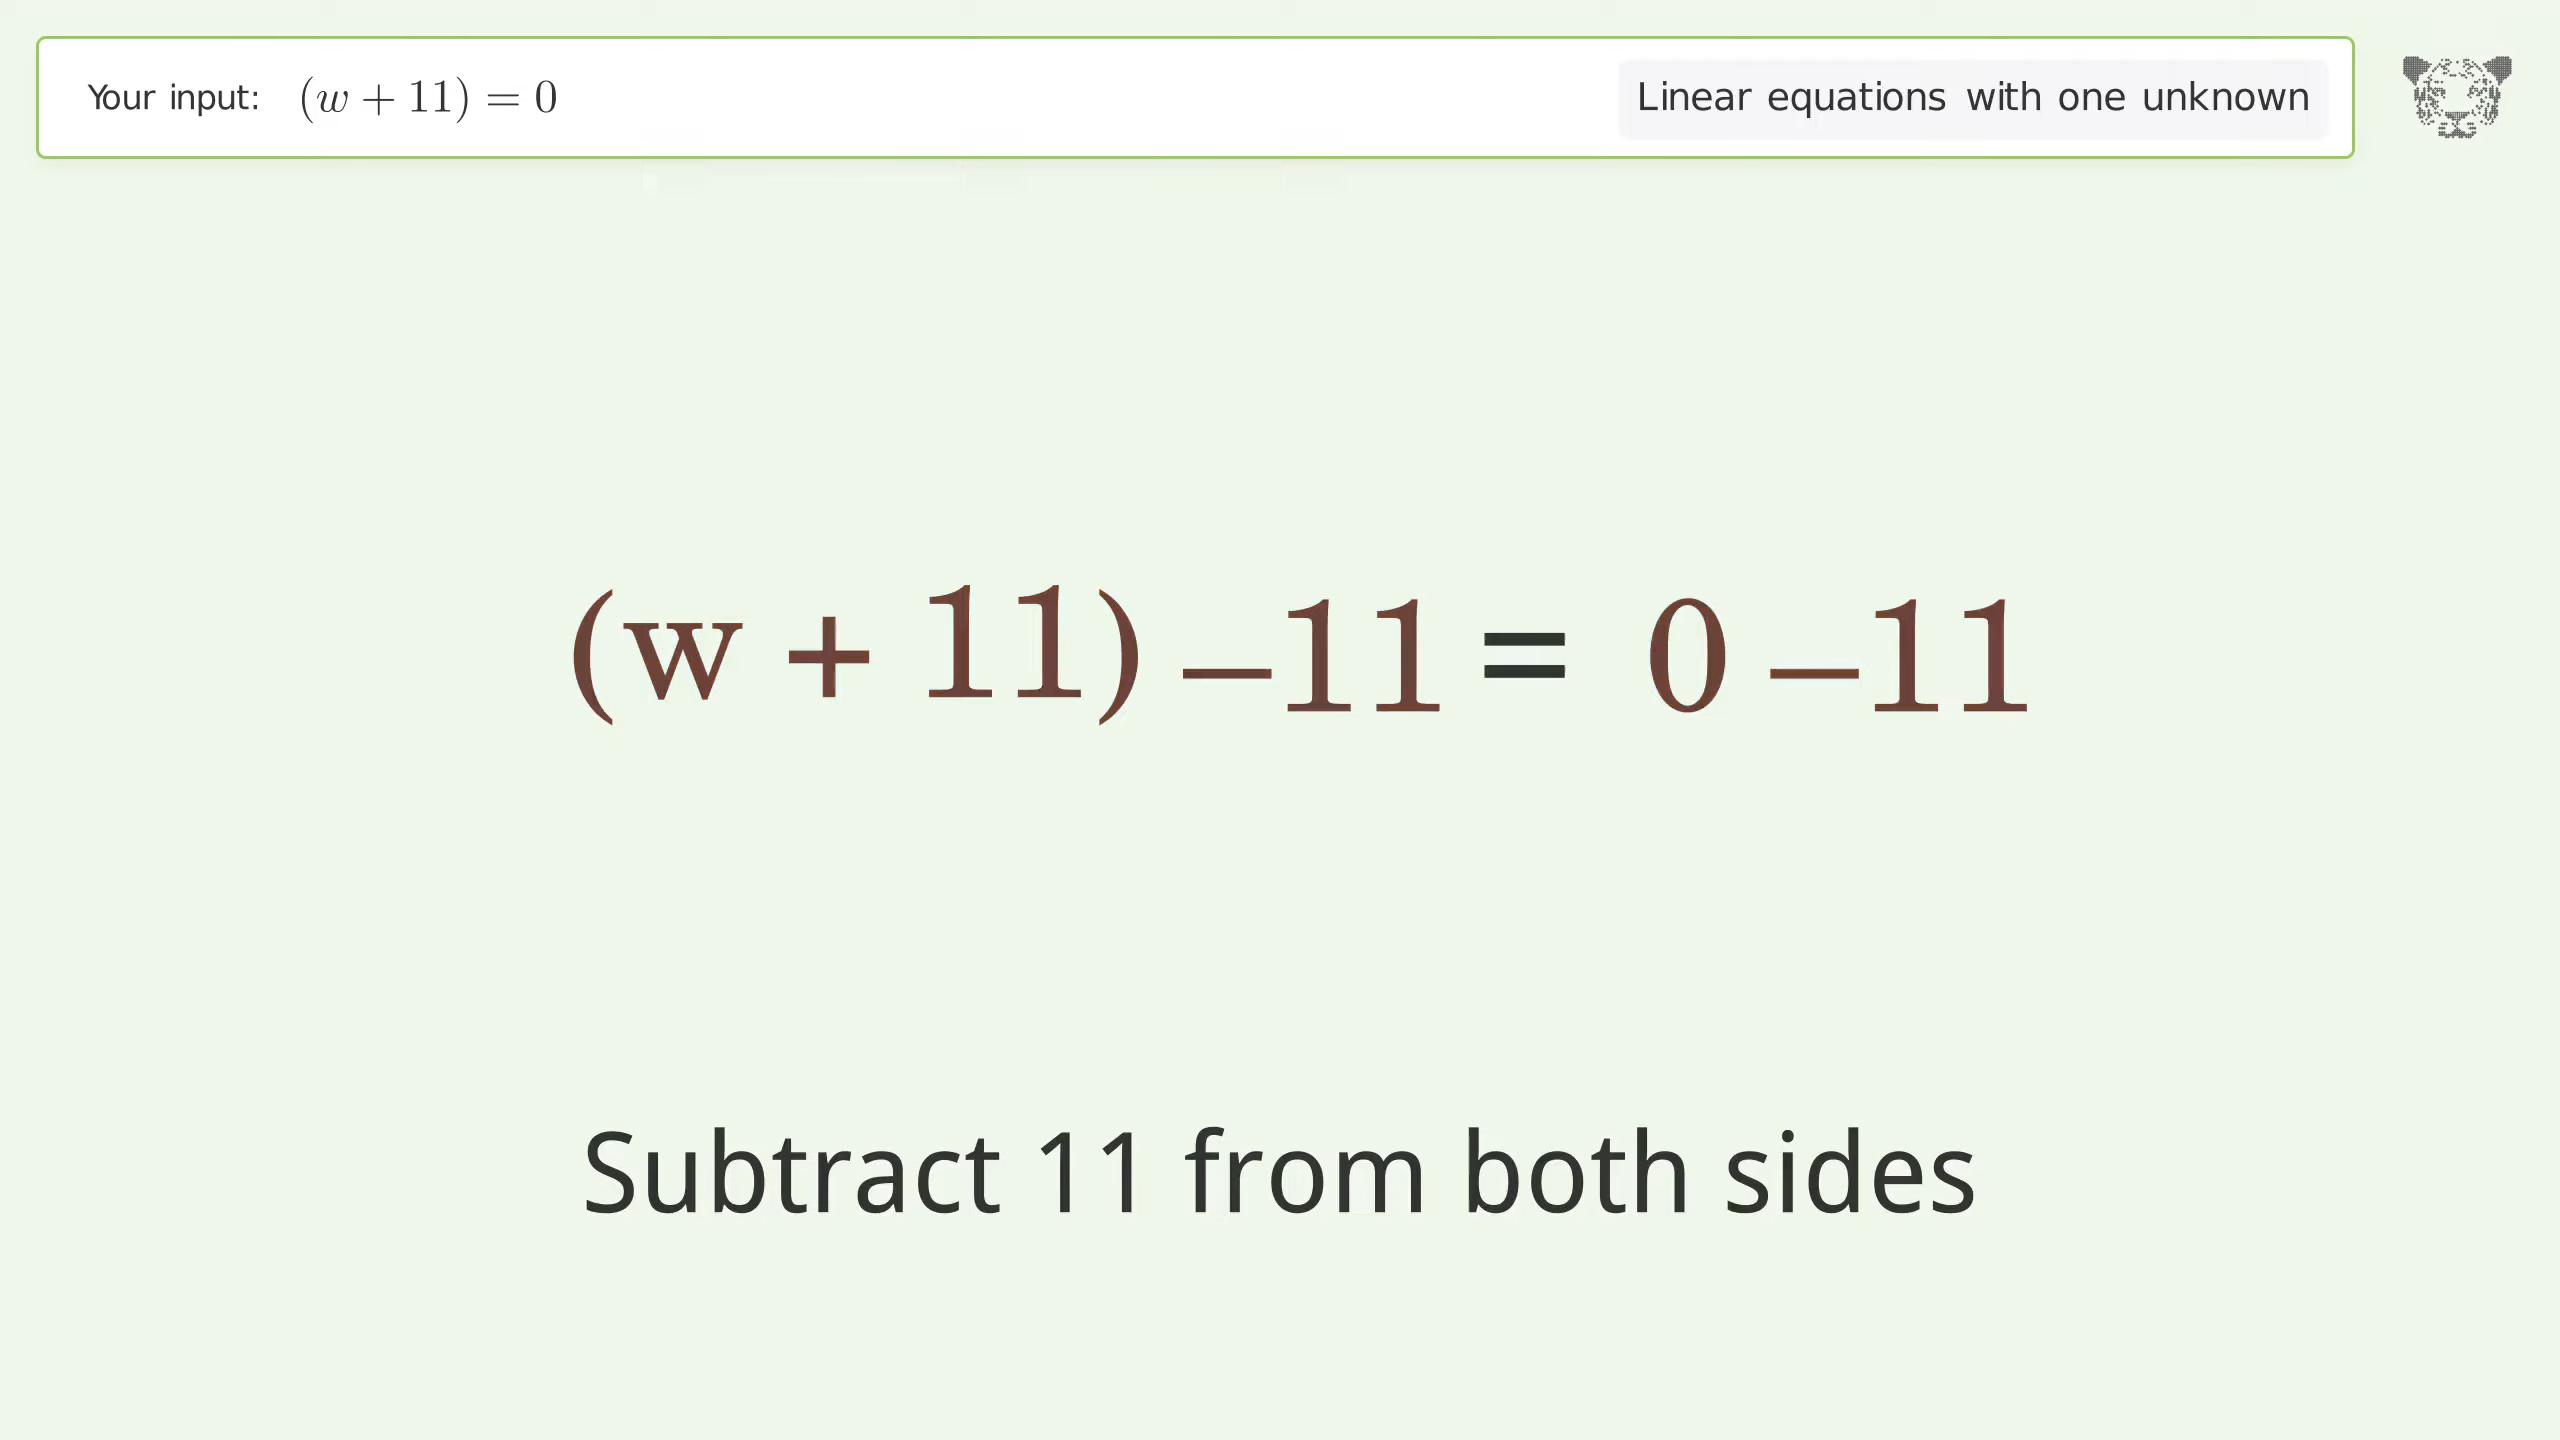 Your input: (w + 11) = 0
Linear equations with one unknown
(w + 11) –11 = 0 –11
Subtract 11 from both sides